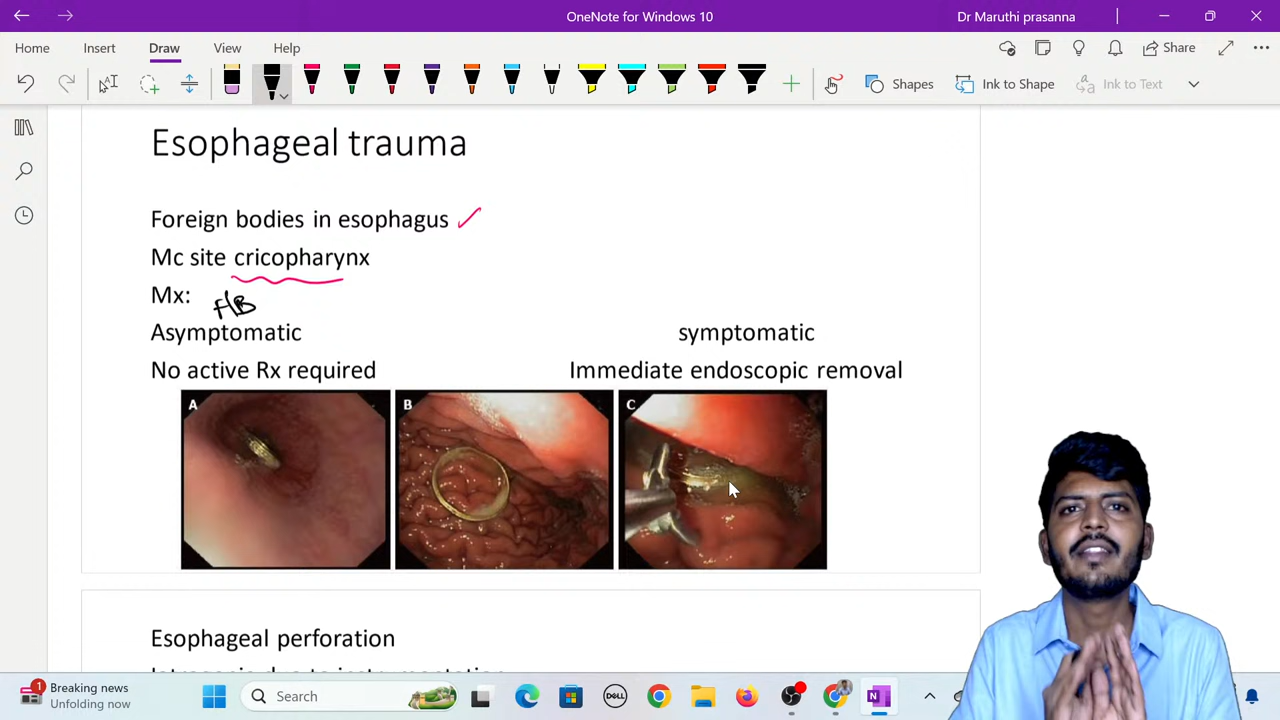 OneNote for Windows 10
Dr Maruthi prasanna
Home Insert Draw View Help
Share
Shapes
Ink to Shape
Ink to Text
Esophageal trauma
Foreign bodies in esophagus
Mc site cricopharynx
Mx:
Asymptomatic symptomatic
No active Rx required Immediate endoscopic removal
A B C
Esophageal perforation
1
Breaking news
Unfolding now
Search
DELL
N